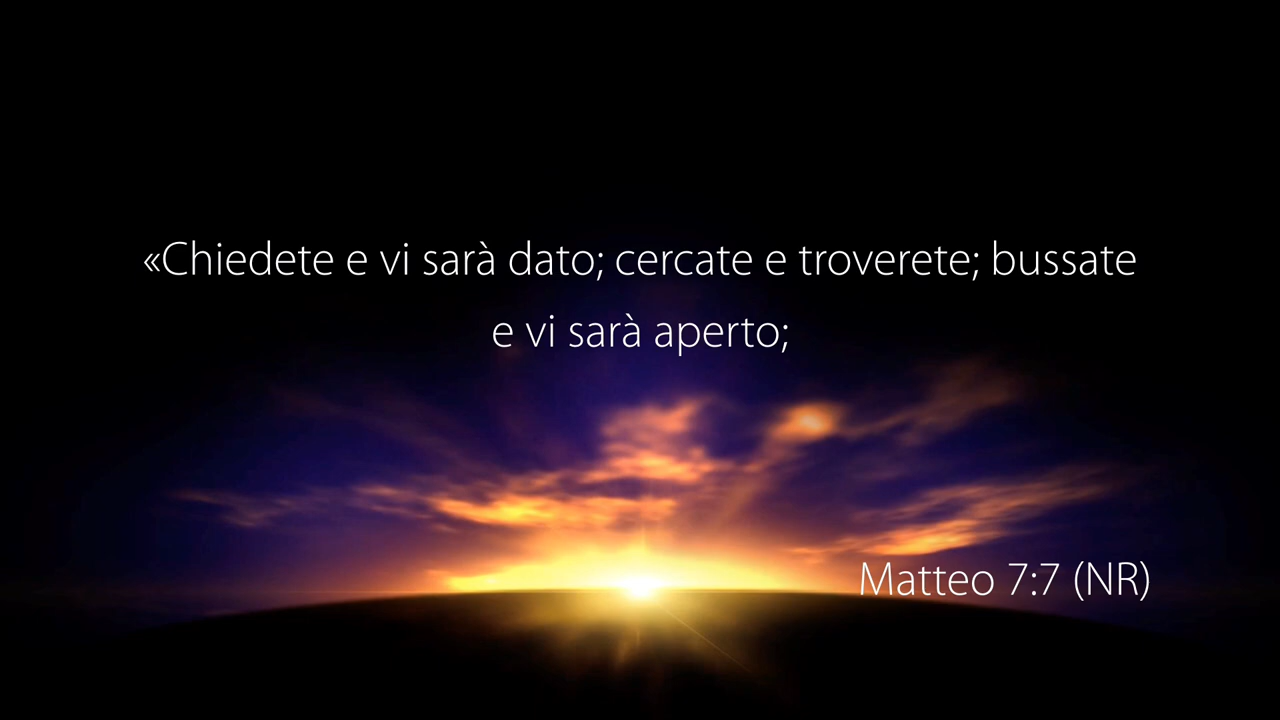 «Chiedete e vi sarà dato; cercate e troverete; bussate
e vi sarà aperto;
Matteo 7:7 (NR)